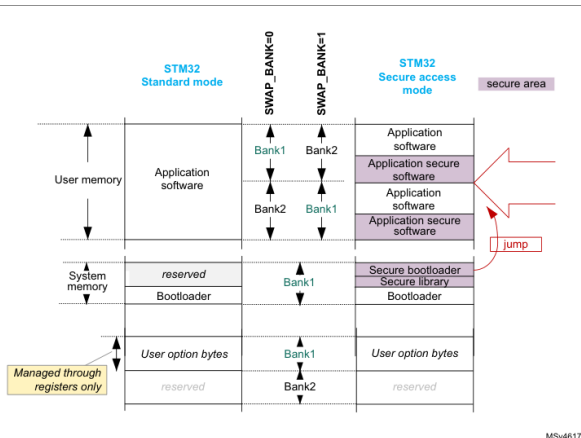 STM32
Standard mode
SWAP_BANK=0
SWAP_BANK=1
STM32
Secure access
mode
secure area
User memory
Application
software
Bank1
Bank2
Bank2
Bank1
Application
software
Application secure
software
Application
software
Application secure
software
jump
System
memory
reserved
Bootloader
Bank1
Secure bootloader
Secure library
Bootloader
Managed through
registers only
User option bytes
reserved
Bank1
Bank2
User option bytes
reserved
MSv4617